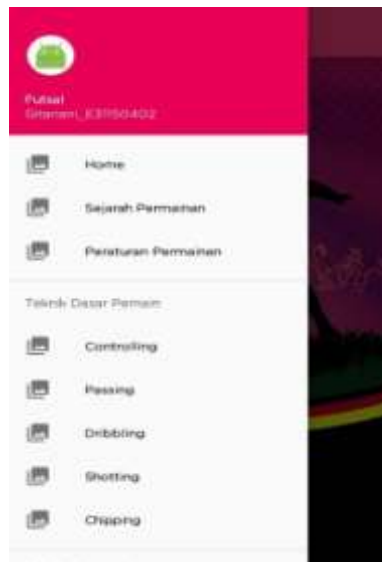 Futsal
Home
Sejarah Permainan
Peraturan Permainan
Teknik Dasar Pemain
Controlling
Passing
Dribbling
Shotting
Chipping